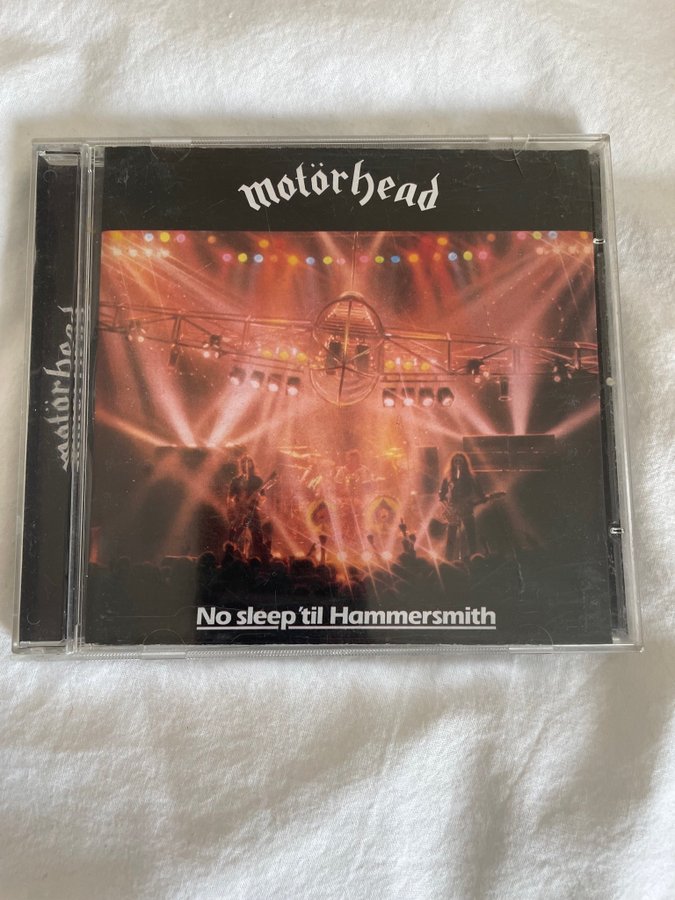 motörhead
motörhead
No sleep 'til Hammersmith